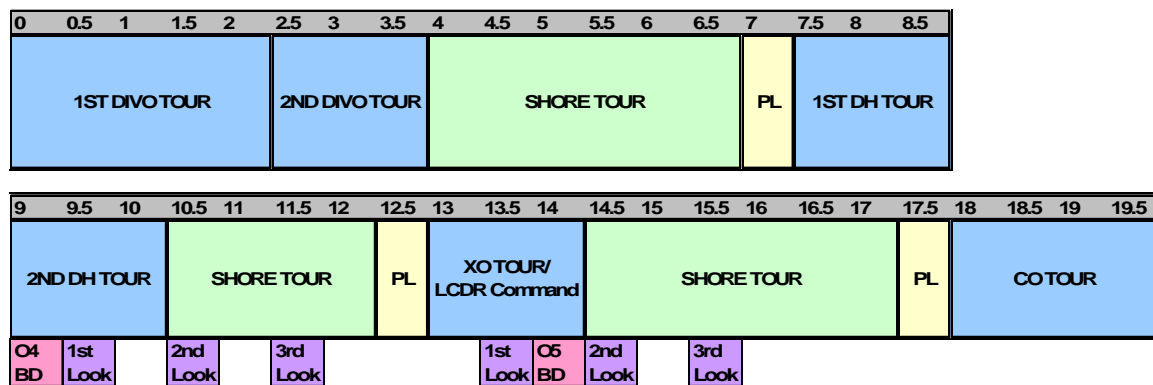 0 0.5 1 1.5 2 2.5 3 3.5 4 4.5 5 5.5 6 6.5 7 7.5 8 8.5
1ST DIVO TOUR 2ND DIVO TOUR SHORE TOUR PL 1ST DH TOUR
9 9.5 10 10.5 11 11.5 12 12.5 13 13.5 14 14.5 15 15.5 16 16.5 17 17.5 18 18.5 19 19.5
2ND DH TOUR SHORE TOUR PL XO TOUR/ SHORE TOUR PL CO TOUR
LCDR Command
O4 1st 2nd 3rd 1st O5 2nd 3rd
BD Look Look Look Look BD Look Look